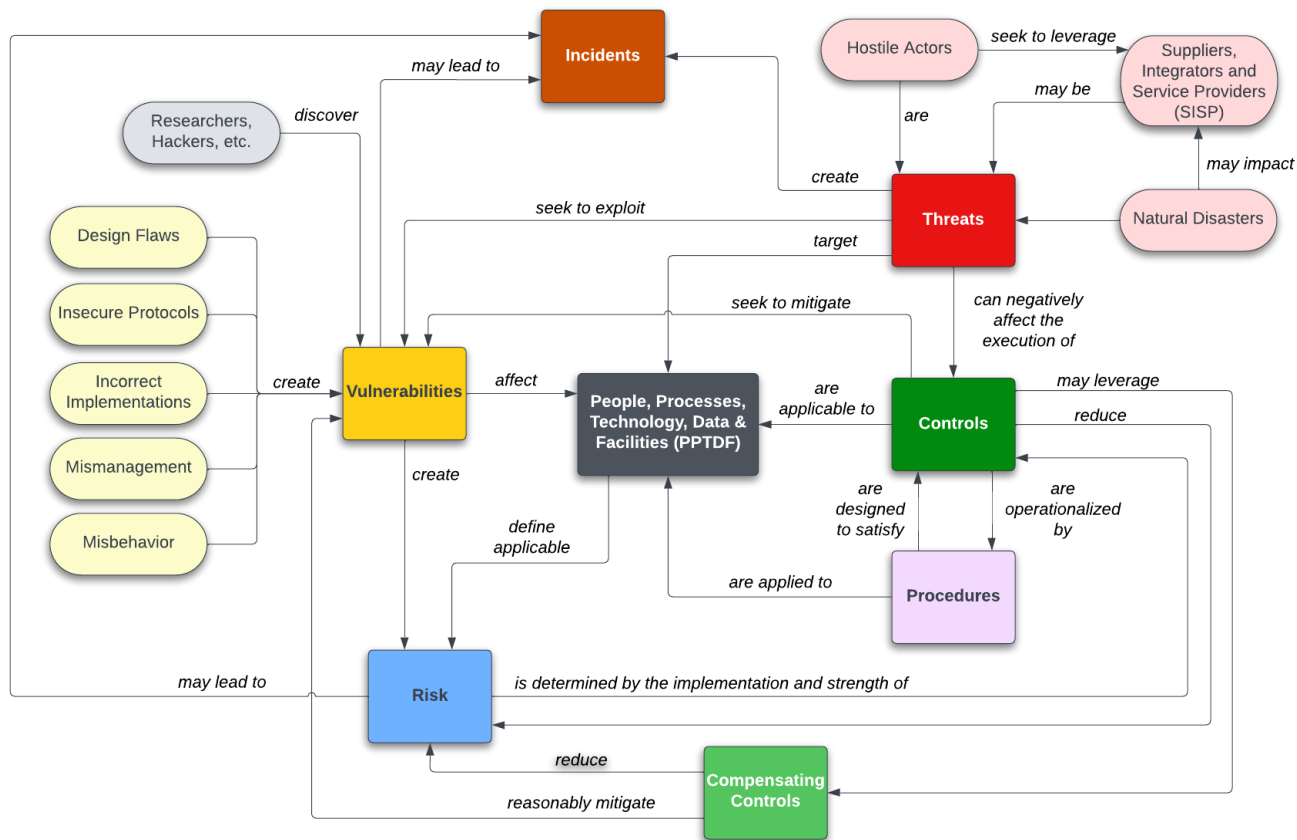 Incidents
Hostile Actors
seek to leverage
Suppliers,
Integrators and
Service Providers
(SISP)
may lead to
may be
discover
Researchers,
Hackers, etc.
are
may impact
create
Threats
Natural Disasters
seek to exploit
Design Flaws
target
seek to mitigate
can negatively
affect the
execution of
Insecure Protocols
Incorrect
Implementations
create
Vulnerabilities
affect
People, Processes,
Technology, Data &
Facilities (PPTDF)
are
applicable to
Controls
may leverage
reduce
Mismanagement
create
are
designed
to satisfy
are
operationalized
by
Misbehavior
define
applicable
are applied to
Procedures
may lead to
Risk
is determined by the implementation and strength of
reduce
reasonably mitigate
Compensating
Controls